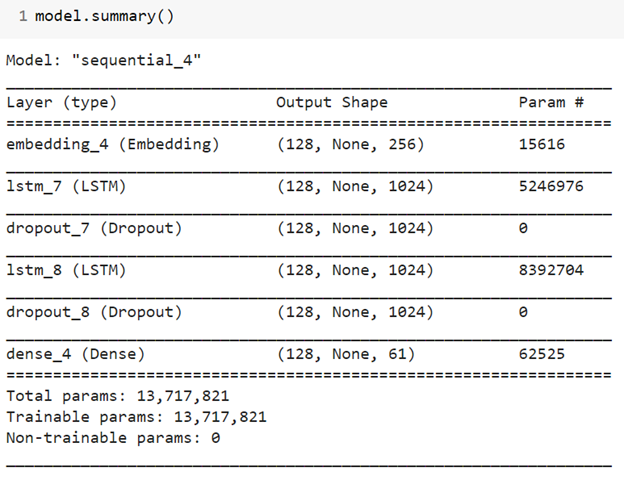 1 model.summary()
Model: "sequential_4"
Layer (type) Output Shape Param #
=================================================================
embedding_4 (Embedding) (128, None, 256) 15616
lstm_7 (LSTM) (128, None, 1024) 5246976
dropout_7 (Dropout) (128, None, 1024) 0
lstm_8 (LSTM) (128, None, 1024) 8392704
dropout_8 (Dropout) (128, None, 1024) 0
dense_4 (Dense) (128, None, 61) 62525
=================================================================
Total params: 13,717,821
Trainable params: 13,717,821
Non-trainable params: 0